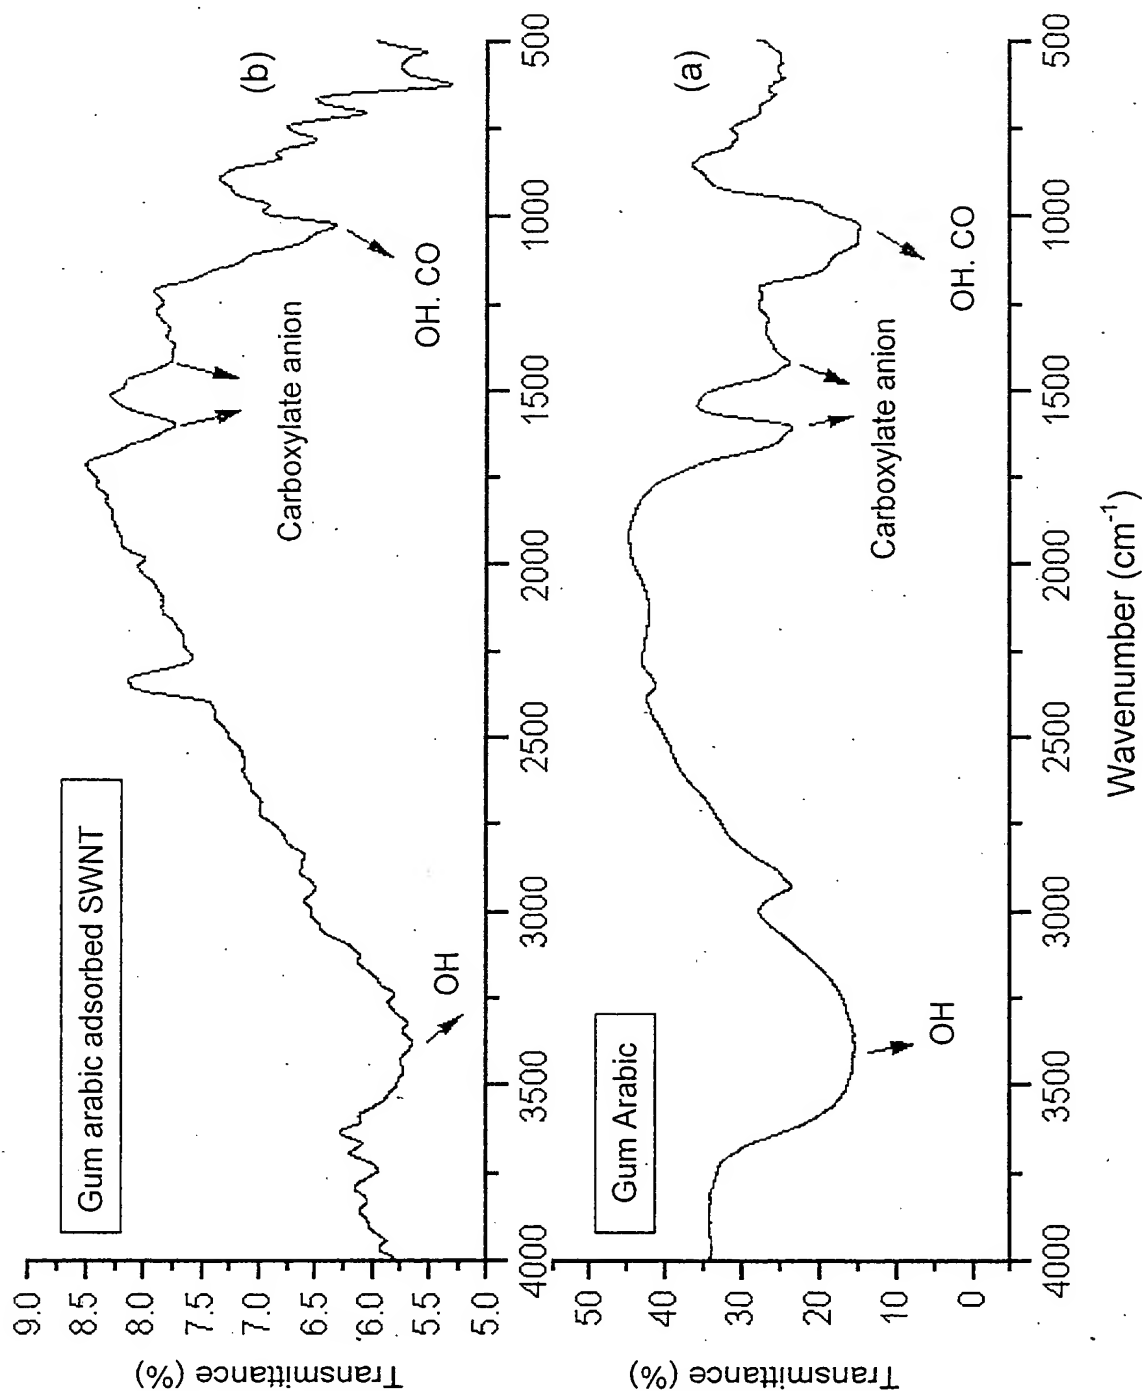 Gum arabic adsorbed SWNT
(b)
Transmittance (%)
9.0
8.5
8.0
7.5
7.0
6.5
6.0
5.5
5.0
OH
Carboxylate anion
OH. CO
4000 3500 3000 2500 2000 1500 1000 500
Gum Arabic
(a)
Transmittance (%)
50
40
30
20
10
0
OH
Carboxylate anion
OH. CO
4000 3500 3000 2500 2000 1500 1000 500
Wavenumber (cm⁻¹)